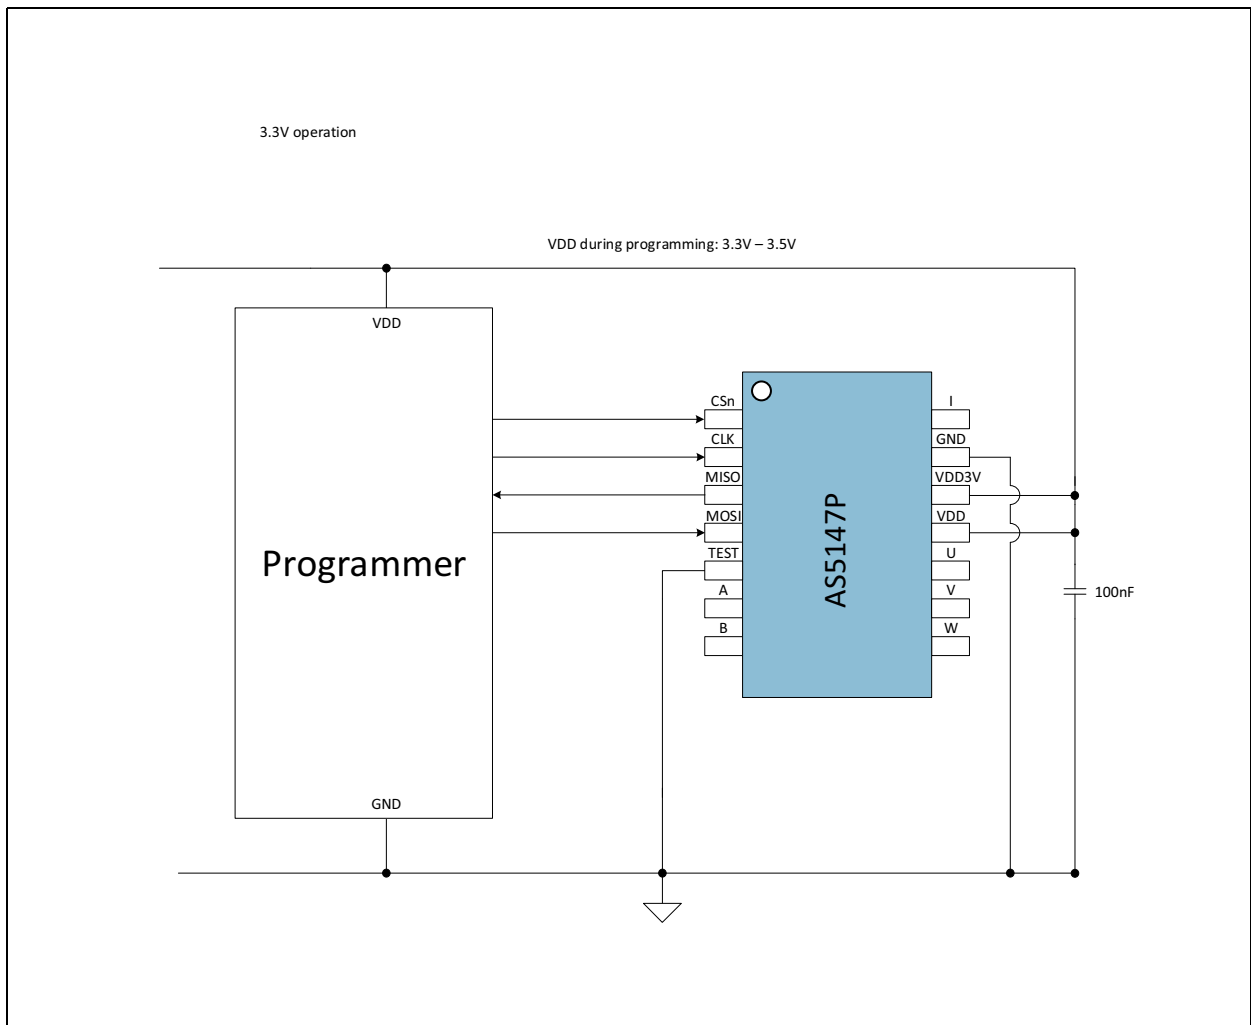 3.3V operation
VDD during programming: 3.3V – 3.5V
VDD
Programmer
GND
CSn
CLK
MISO
MOSI
TEST
A
B
AS5147P
I
GND
VDD3V
VDD
U
V
W
100nF